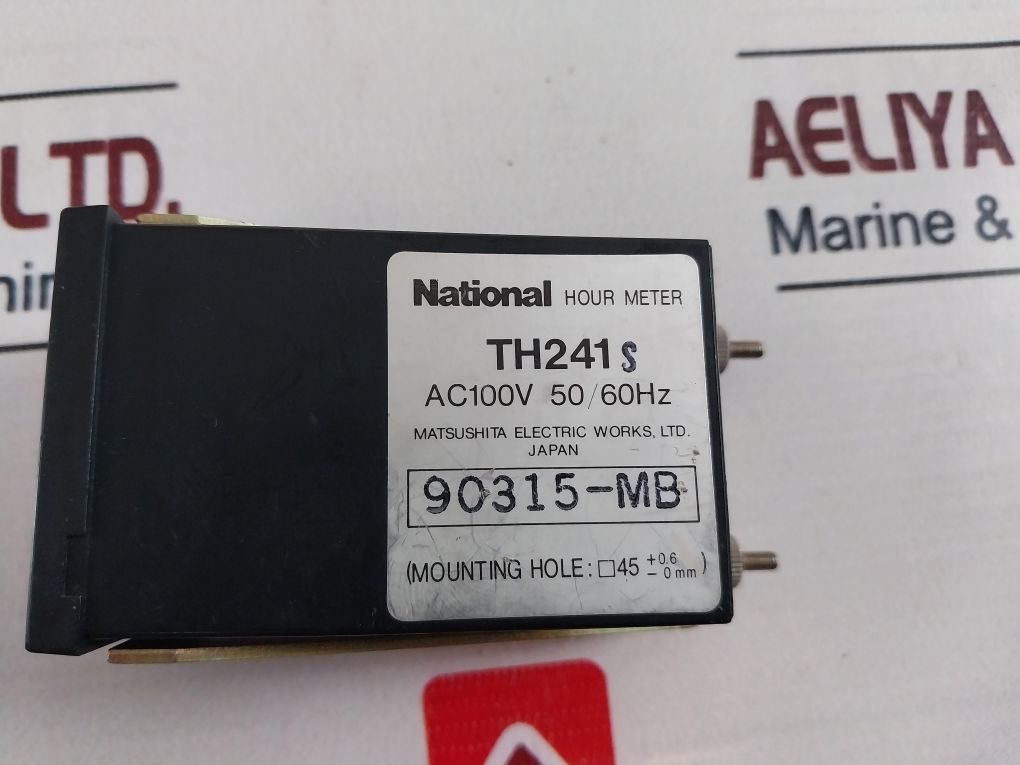 LTD.
AELIYA
Marine &
National HOUR METER
TH241S
AC100V 50/60Hz
MATSUSHITA ELECTRIC WORKS, LTD.
JAPAN
90315-MB
(MOUNTING HOLE: □45 +0.6 -0 mm)